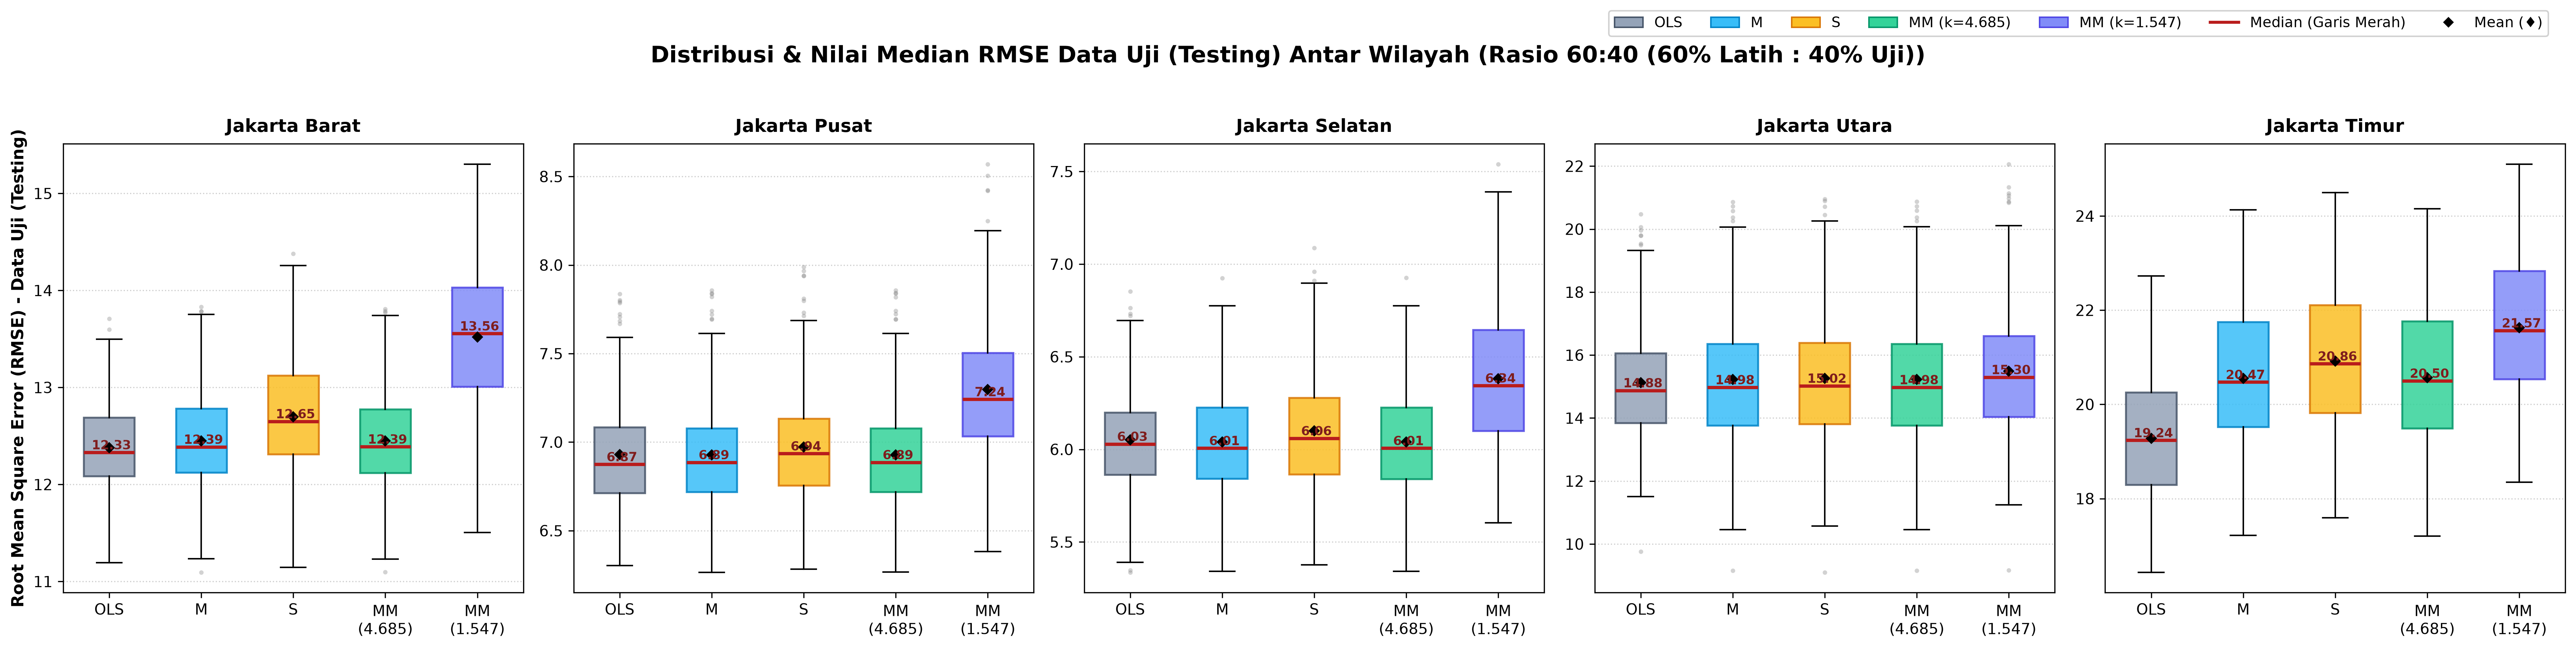 OLS M S MM (k=4.685) MM (k=1.547) Median (Garis Merah) Mean (♦)
Distribusi & Nilai Median RMSE Data Uji (Testing) Antar Wilayah (Rasio 60:40 (60% Latih : 40% Uji))
Root Mean Square Error (RMSE) - Data Uji (Testing)
Jakarta Barat
15
14
13
12
11
12.33
12.39
12.65
12.39
13.56
OLS
M
S
MM
(4.685)
MM
(1.547)
Jakarta Pusat
8.5
8.0
7.5
7.0
6.5
6.87
6.89
6.94
6.89
7.24
OLS
M
S
MM
(4.685)
MM
(1.547)
Jakarta Selatan
7.5
7.0
6.5
6.0
5.5
6.03
6.01
6.06
6.01
6.34
OLS
M
S
MM
(4.685)
MM
(1.547)
Jakarta Utara
22
20
18
16
14
12
10
14.88
14.98
15.02
14.98
15.30
OLS
M
S
MM
(4.685)
MM
(1.547)
Jakarta Timur
24
22
20
18
19.24
20.47
20.86
20.50
21.57
OLS
M
S
MM
(4.685)
MM
(1.547)